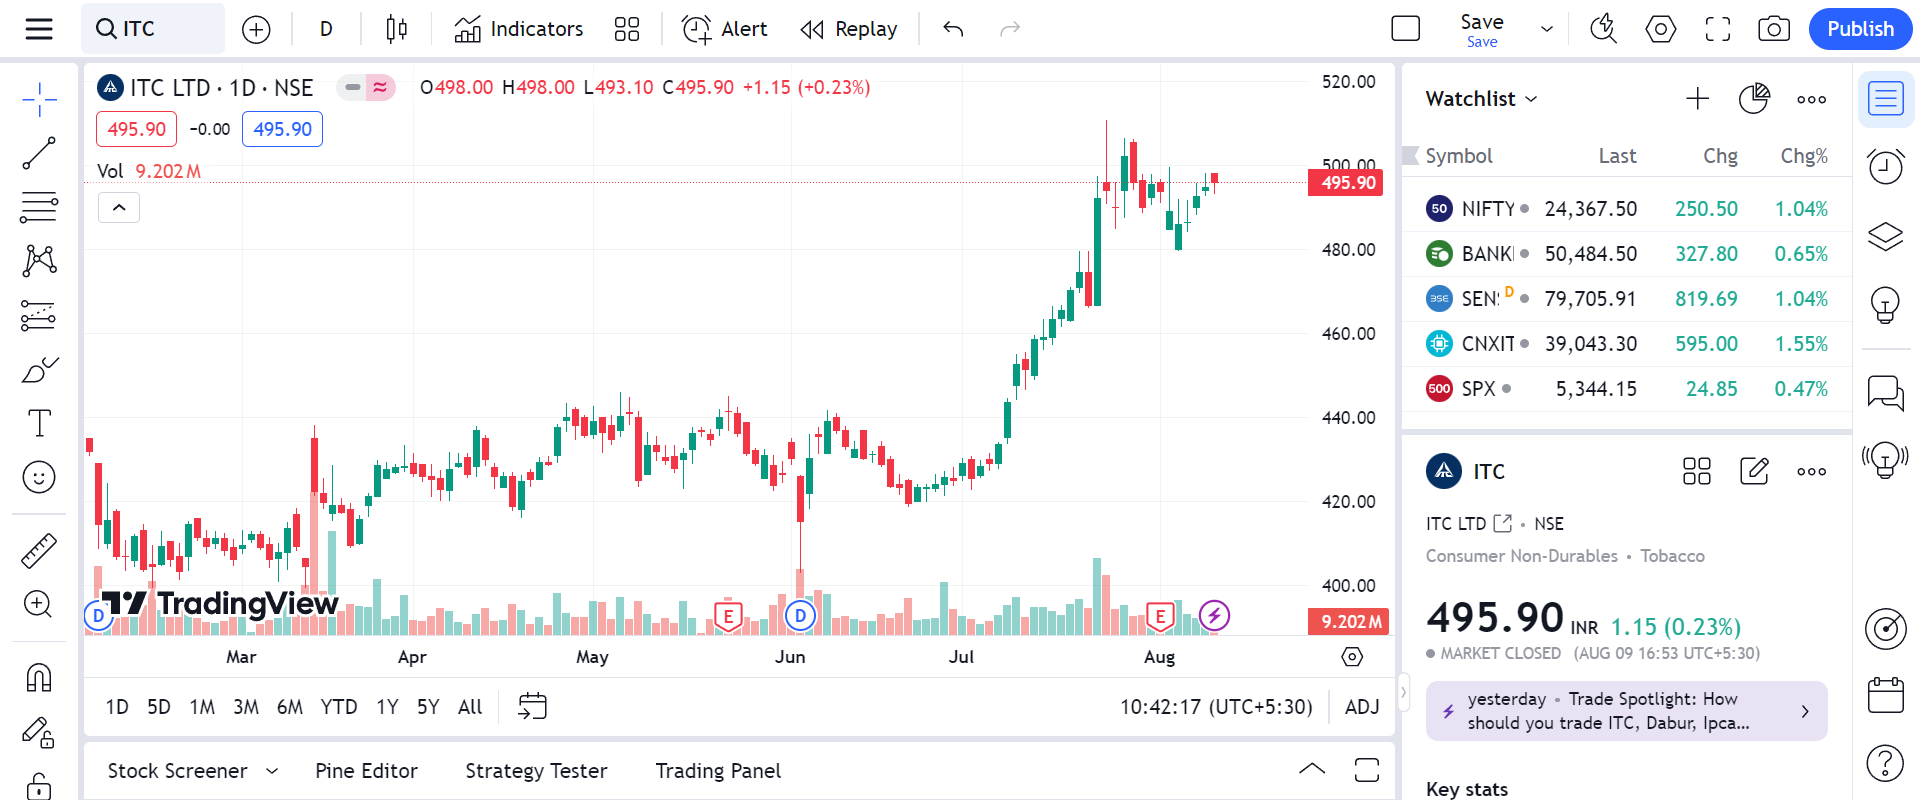 ITC
D
Indicators
Alert
Replay
Save
Save
Publish
ITC LTD · 1D · NSE
O498.00 H498.00 L493.10 C495.90 +1.15 (+0.23%)
495.90
−0.00
495.90
Vol 9.202M
520.00
500.00
495.90
480.00
460.00
440.00
420.00
400.00
9.202M
TradingView
D
E
D
E
Mar
Apr
May
Jun
Jul
Aug
1D 5D 1M 3M 6M YTD 1Y 5Y All
10:42:17 (UTC+5:30)
ADJ
Stock Screener
Pine Editor
Strategy Tester
Trading Panel
Watchlist
Symbol Last Chg Chg%
50 NIFTY 24,367.50 250.50 1.04%
BANK 50,484.50 327.80 0.65%
BSE SEN D 79,705.91 819.69 1.04%
CNXIT 39,043.30 595.00 1.55%
500 SPX 5,344.15 24.85 0.47%
ITC
ITC LTD • NSE
Consumer Non-Durables • Tobacco
495.90 INR 1.15 (0.23%)
MARKET CLOSED (AUG 09 16:53 UTC+5:30)
yesterday • Trade Spotlight: How
should you trade ITC, Dabur, Ipca...
Key stats